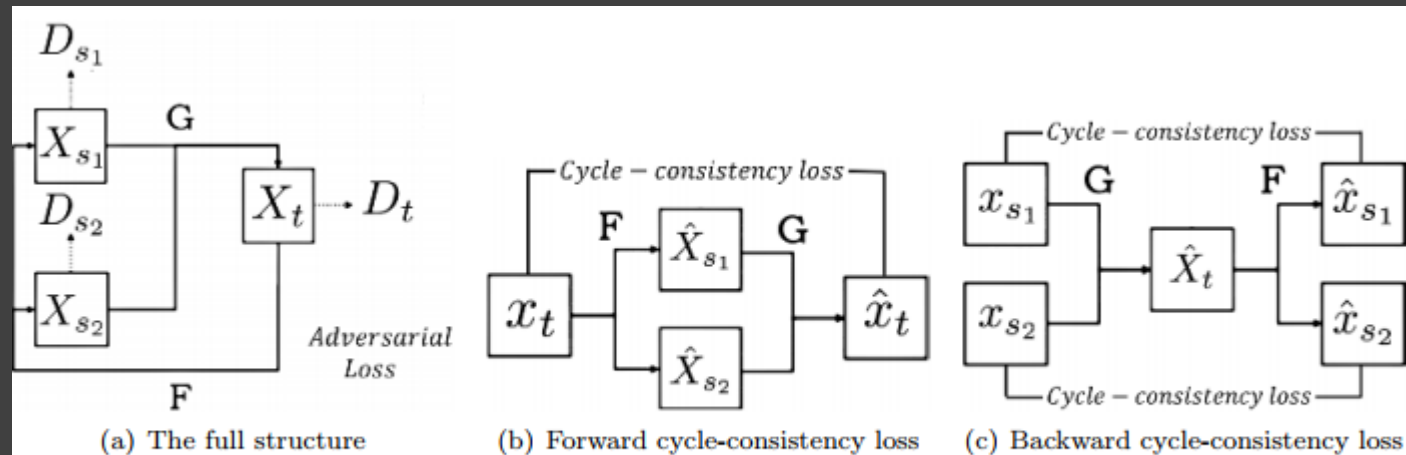 D_{s_1}
G
X_{s_1}
D_{s_2}
X_t
D_t
X_{s_2}
Adversarial
Loss
F
(a) The full structure
Cycle − consistency loss
F
X̂_{s_1}
G
x_t
x̂_t
X̂_{s_2}
(b) Forward cycle-consistency loss
Cycle − consistency loss
x_{s_1}
G
F
x̂_{s_1}
X̂_t
x_{s_2}
x̂_{s_2}
Cycle − consistency loss
(c) Backward cycle-consistency loss